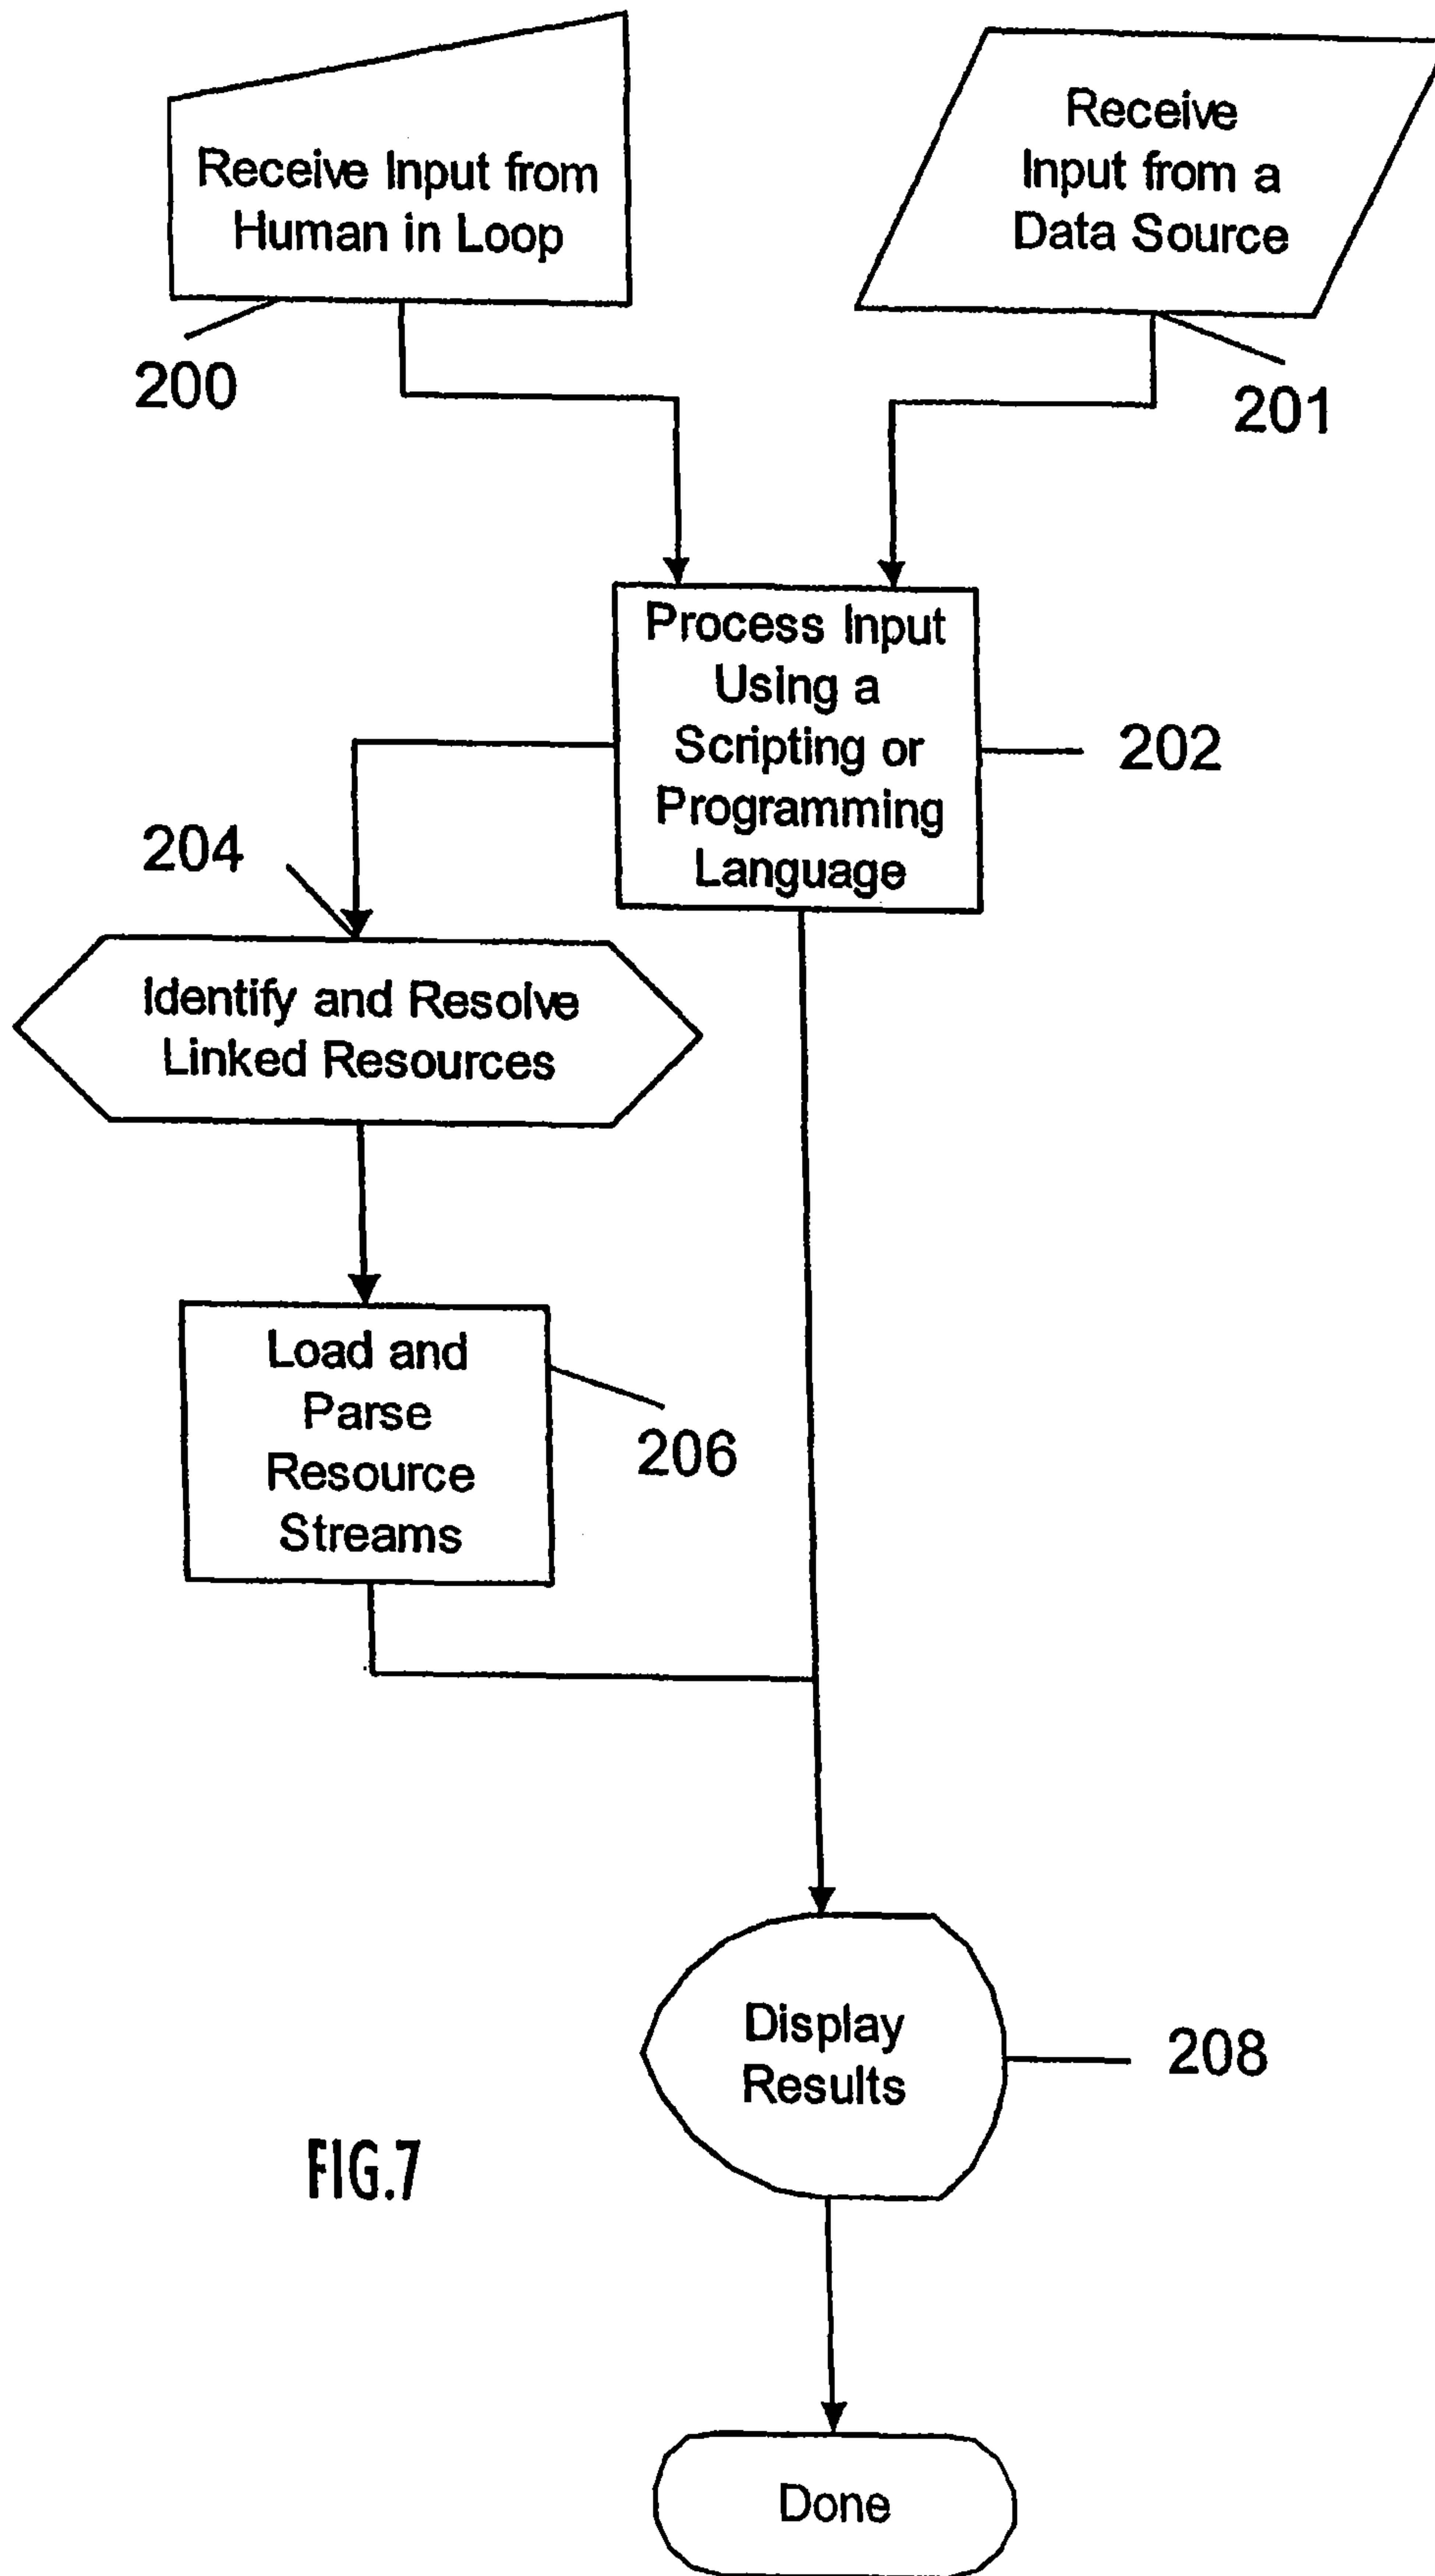 Receive Input from
Human in Loop
Receive
Input from a
Data Source
200
201
Process Input
Using a
Scripting or
Programming
Language
202
204
Identify and Resolve
Linked Resources
Load and
Parse
Resource
Streams
206
Display
Results
208
FIG.7
Done